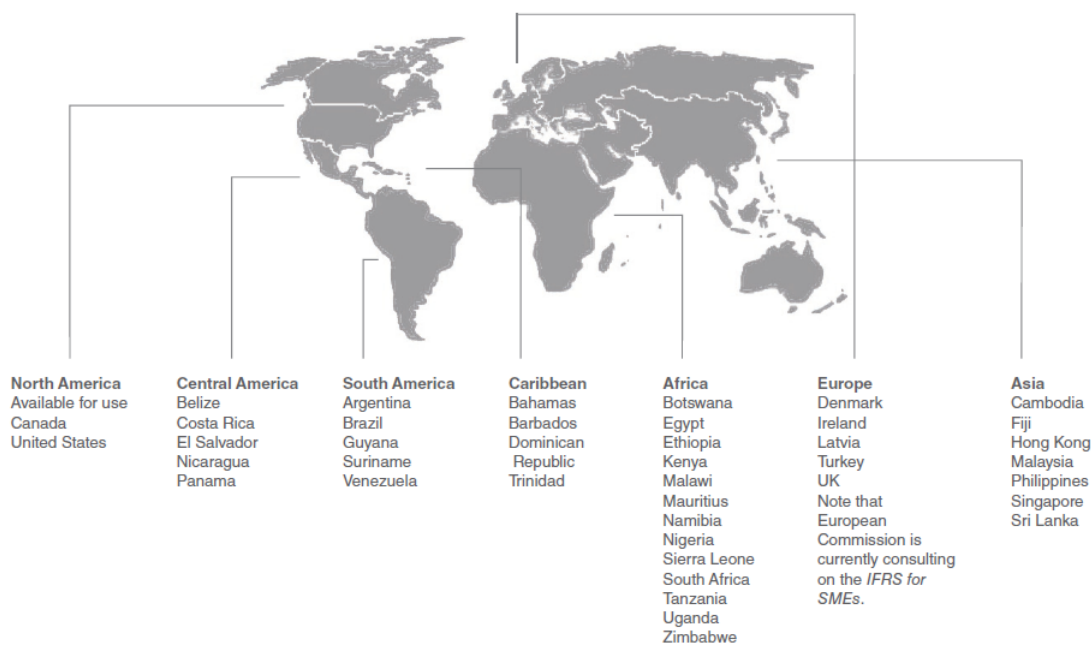 North America
Available for use
Canada
United States
Central America
Belize
Costa Rica
El Salvador
Nicaragua
Panama
South America
Argentina
Brazil
Guyana
Suriname
Venezuela
Caribbean
Bahamas
Barbados
Dominican
Republic
Trinidad
Africa
Botswana
Egypt
Ethiopia
Kenya
Malawi
Mauritius
Namibia
Nigeria
Sierra Leone
South Africa
Tanzania
Uganda
Zimbabwe
Europe
Denmark
Ireland
Latvia
Turkey
UK
Note that
European
Commission is
currently consulting
on the IFRS for
SMEs.
Asia
Cambodia
Fiji
Hong Kong
Malaysia
Philippines
Singapore
Sri Lanka